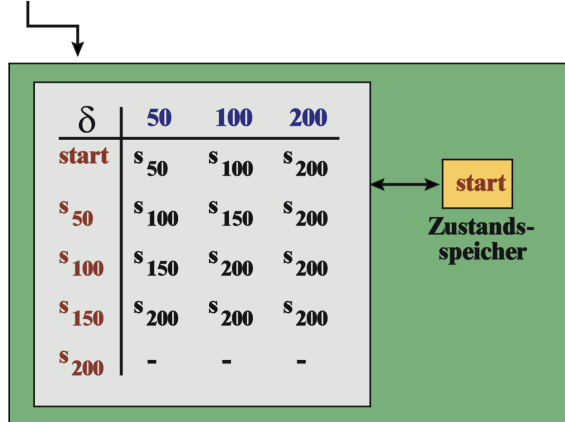 δ 50 100 200
start s50 s100 s200
s50 s100 s150 s200
s100 s150 s200 s200
s150 s200 s200 s200
s200 - - -
start
Zustands-
speicher